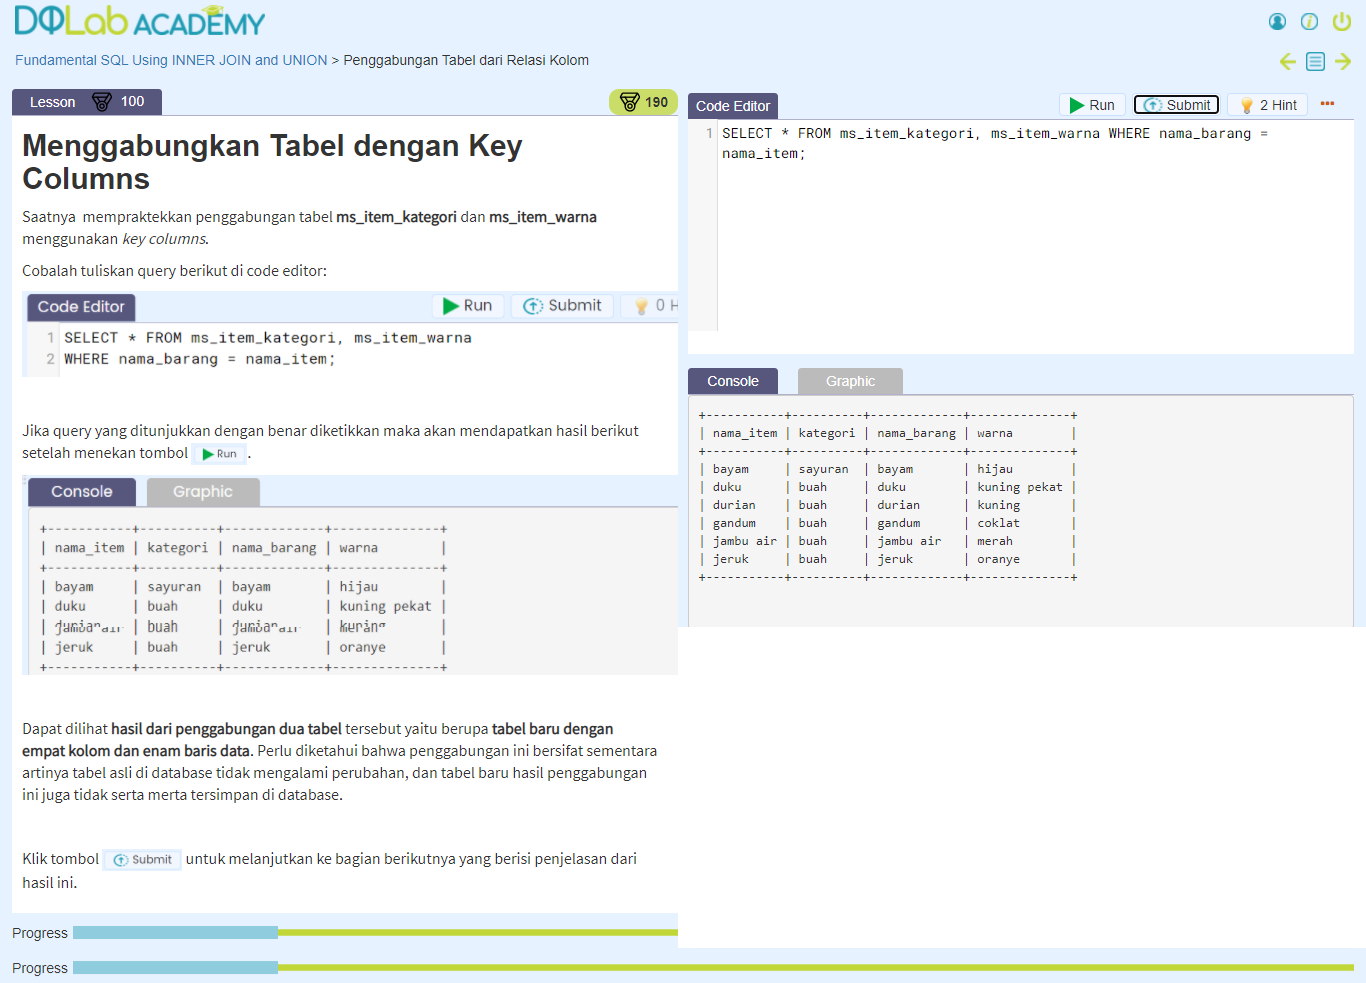 DQLab ACADEMY
Fundamental SQL Using INNER JOIN and UNION > Penggabungan Tabel dari Relasi Kolom
Lesson 100
190
Menggabungkan Tabel dengan Key
Columns
Saatnya mempraktekkan penggabungan tabel ms_item_kategori dan ms_item_warna
menggunakan key columns.
Cobalah tuliskan query berikut di code editor:
Code Editor Run Submit 0 H
1 SELECT * FROM ms_item_kategori, ms_item_warna
2 WHERE nama_barang = nama_item;
Jika query yang ditunjukkan dengan benar diketikkan maka akan mendapatkan hasil berikut
setelah menekan tombol Run .
Console Graphic
+-----------+----------+-------------+--------------+
| nama_item | kategori | nama_barang | warna |
+-----------+----------+-------------+--------------+
| bayam | sayuran | bayam | hijau |
| duku | buah | duku | kuning pekat |
| buah | | |
| jeruk | buah | jeruk | oranye |
+-----------+----------+-------------+--------------+
Dapat dilihat hasil dari penggabungan dua tabel tersebut yaitu berupa tabel baru dengan
empat kolom dan enam baris data. Perlu diketahui bahwa penggabungan ini bersifat sementara
artinya tabel asli di database tidak mengalami perubahan, dan tabel baru hasil penggabungan
ini juga tidak serta merta tersimpan di database.
Klik tombol Submit untuk melanjutkan ke bagian berikutnya yang berisi penjelasan dari
hasil ini.
Progress
Progress
Code Editor Run Submit 2 Hint
1 SELECT * FROM ms_item_kategori, ms_item_warna WHERE nama_barang =
nama_item;
Console Graphic
+-----------+----------+-------------+--------------+
| nama_item | kategori | nama_barang | warna |
+-----------+----------+-------------+--------------+
| bayam | sayuran | bayam | hijau |
| duku | buah | duku | kuning pekat |
| durian | buah | durian | kuning |
| gandum | buah | gandum | coklat |
| jambu air | buah | jambu air | merah |
| jeruk | buah | jeruk | oranye |
+-----------+----------+-------------+--------------+